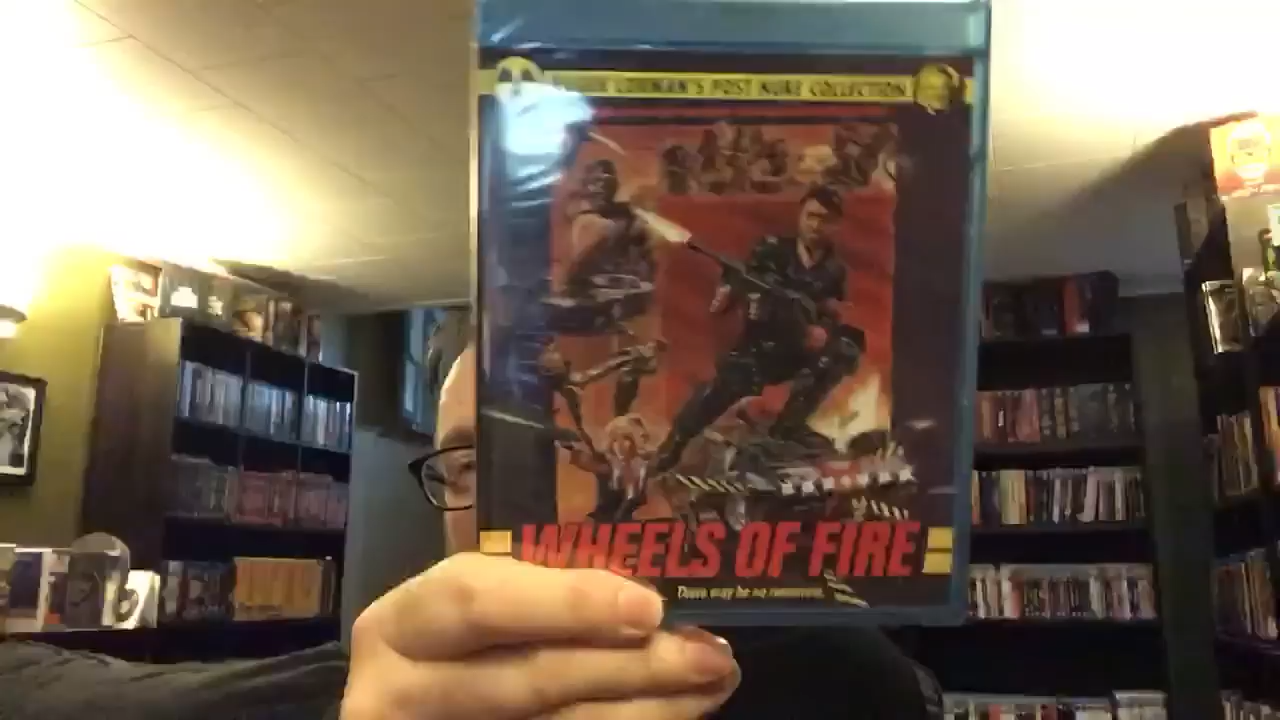 CORMAN'S POST NUKE COLLECTION
WHEELS OF FIRE
There may be no tomorrow.